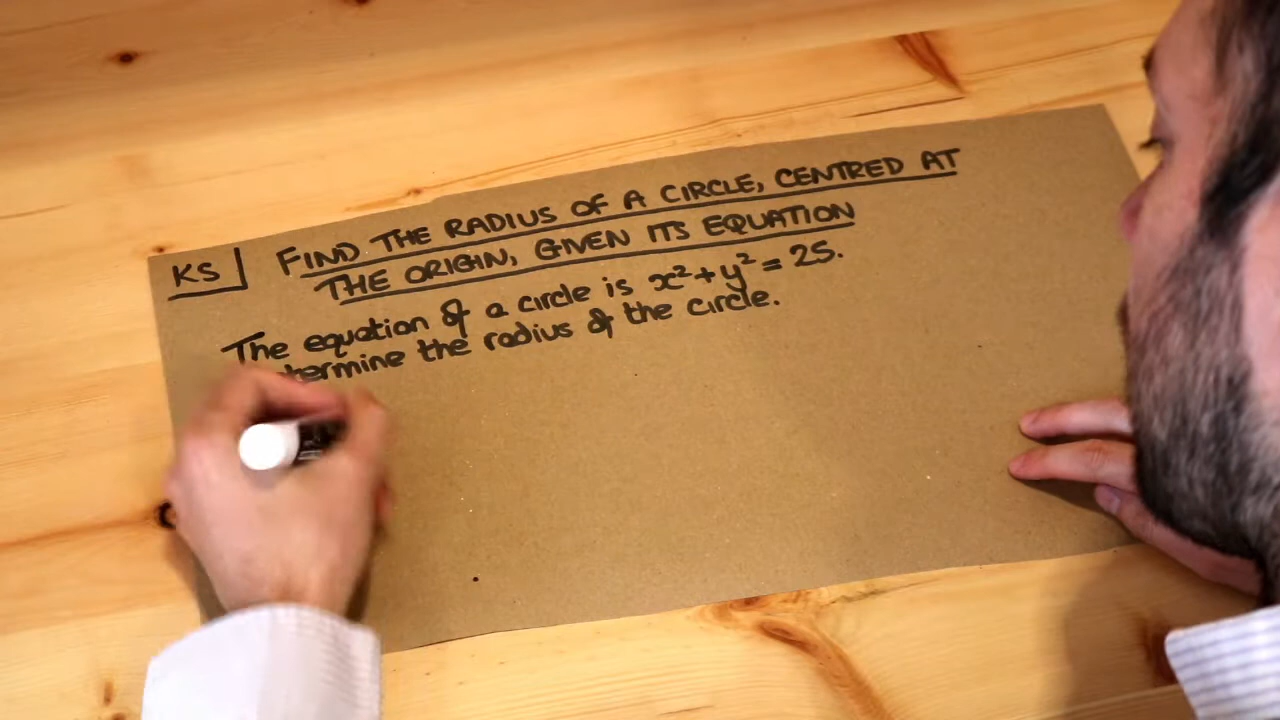 KS
FIND THE RADIUS OF A CIRCLE, CENTRED AT
THE ORIGIN, GIVEN ITS EQUATION
The equation of a circle is x²+y²=25.
the radius of the circle.